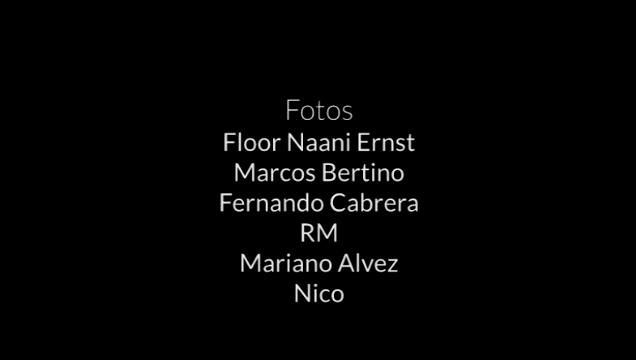 Fotos
Floor Naani Ernst
Marcos Bertino
Fernando Cabrera
RM
Mariano Alvez
Nico